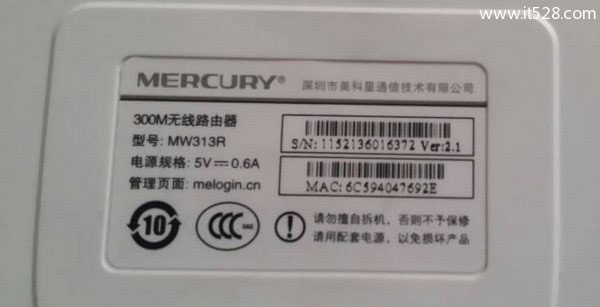 www.it528.com
MERCURY® 深圳市美科星通信技术有限公司
300M无线路由器
型号: MW313R
S/N: 1152136016372 Ver:2.1
电源规格: 5V⎓0.6A
管理页面: melogin.cn
MAC: 6C594047692E
10
CCC
S&E
! 请勿擅自拆机，否则不予保修
请用配套电源，以免损坏产品